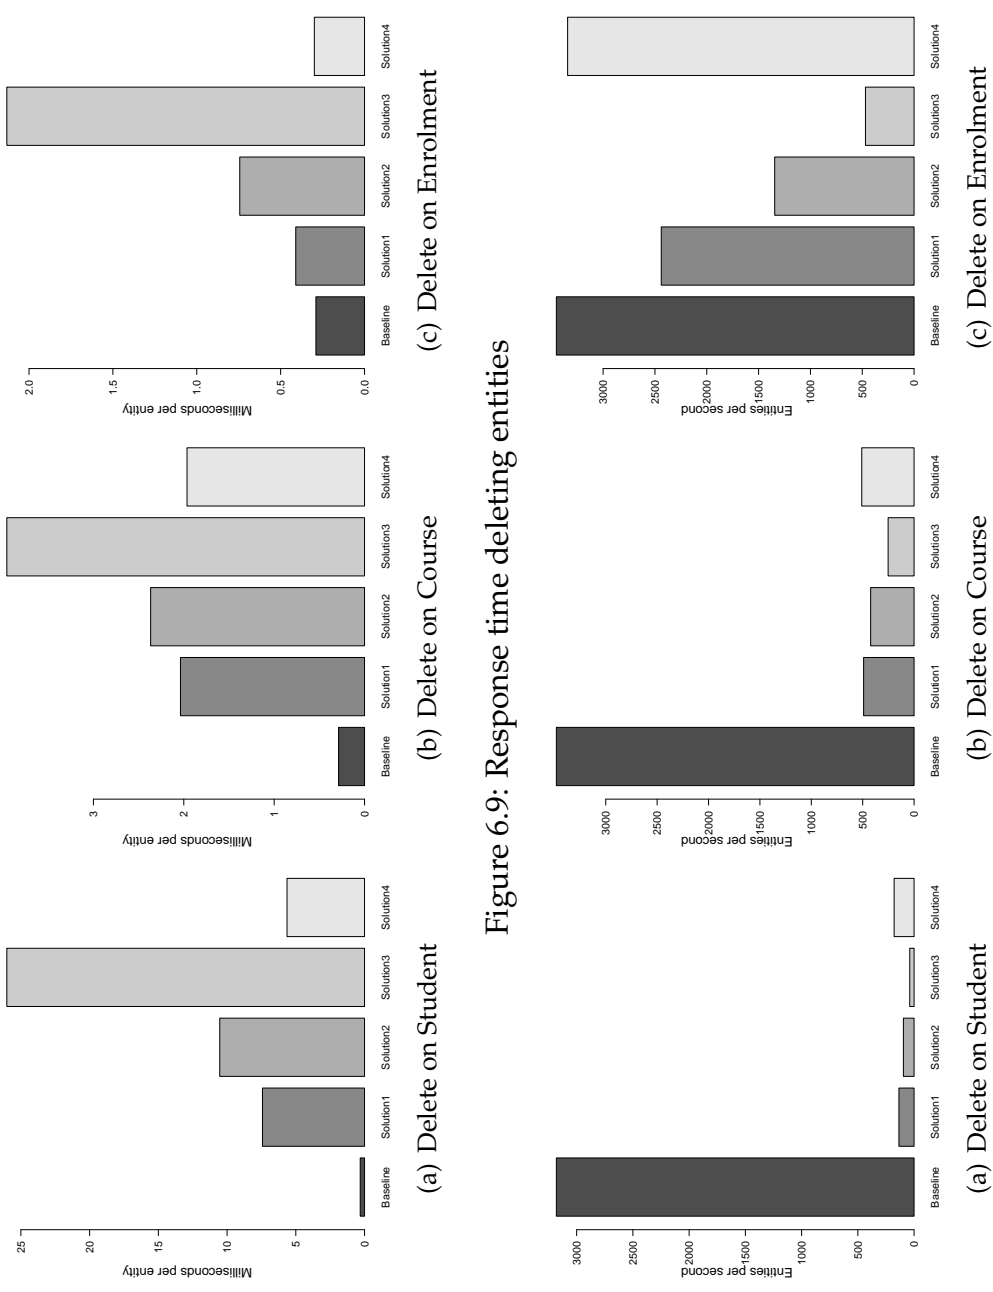 Milliseconds per entity
0
5
10
15
20
25
Baseline
Solution1
Solution2
Solution3
Solution4
(a) Delete on Student
Milliseconds per entity
0
1
2
3
Baseline
Solution1
Solution2
Solution3
Solution4
(b) Delete on Course
Milliseconds per entity
0.0
0.5
1.0
1.5
2.0
Baseline
Solution1
Solution2
Solution3
Solution4
(c) Delete on Enrolment
Figure 6.9: Response time deleting entities
Entities per second
0
500
1000
1500
2000
2500
3000
Baseline
Solution1
Solution2
Solution3
Solution4
(a) Delete on Student
Entities per second
0
500
1000
1500
2000
2500
3000
Baseline
Solution1
Solution2
Solution3
Solution4
(b) Delete on Course
Entities per second
0
500
1000
1500
2000
2500
3000
Baseline
Solution1
Solution2
Solution3
Solution4
(c) Delete on Enrolment